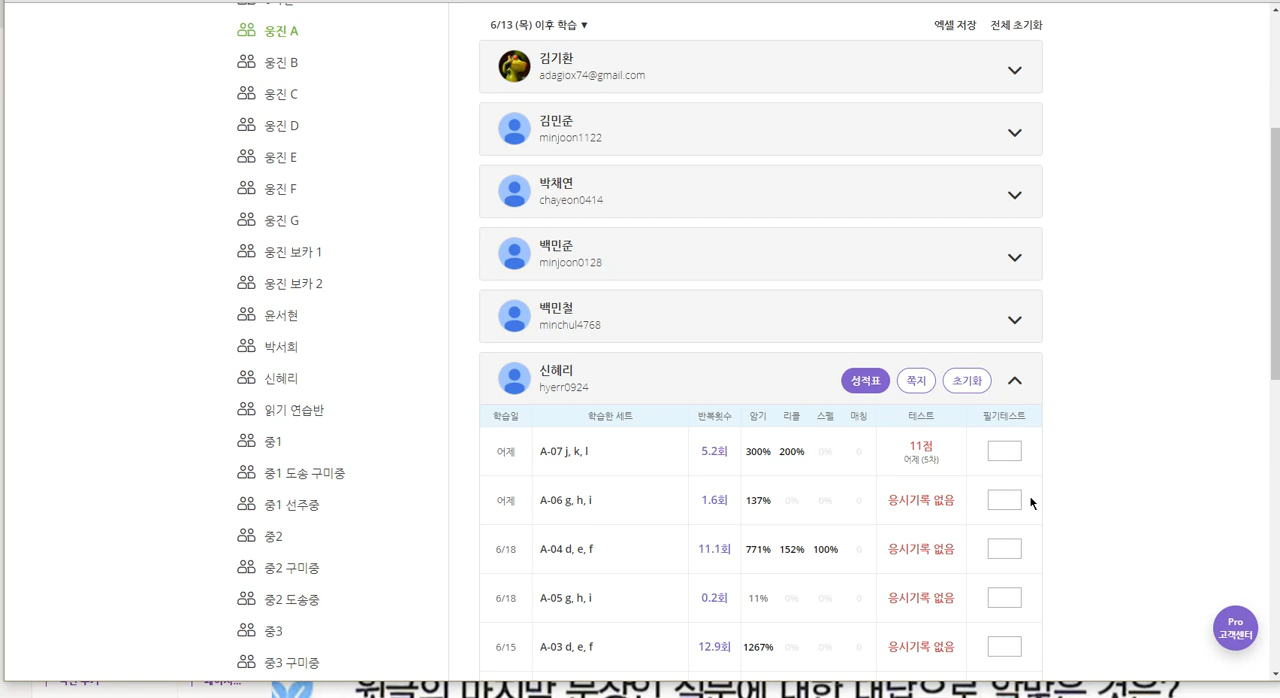 웅진 A
웅진 B
웅진 C
웅진 D
웅진 E
웅진 F
웅진 G
웅진 보카 1
웅진 보카 2
윤서현
박서희
신혜리
읽기 연습반
중1
중1 도송 구미중
중1 선주중
중2
중2 구미중
중2 도송중
중3
중3 구미중
6/13 (목) 이후 학습 ▼
엑셀 저장 전체 초기화
김기환
adagiox74@gmail.com
김민준
minjoon1122
박채연
chayeon0414
백민준
minjoon0128
백민철
minchul4768
신혜리
hyerr0924
성적표 쪽지 초기화
학습일 학습한 세트 반복횟수 암기 리콜 스펠 매칭 테스트 필기테스트
어제 A-07 j, k, l 5.2회 300% 200% 0% 0 11점
어제 (5차)
어제 A-06 g, h, i 1.6회 137% 0% 0% 0 응시기록 없음
6/18 A-04 d, e, f 11.1회 771% 152% 100% 0 응시기록 없음
6/18 A-05 g, h, i 0.2회 11% 0% 0% 0 응시기록 없음
6/15 A-03 d, e, f 12.9회 1267% 0% 0% 0 응시기록 없음
Pro
고객센터